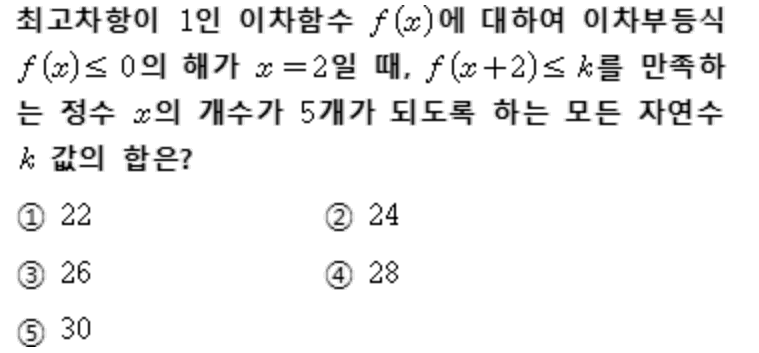 최고차항이 1인 이차함수 f(x)에 대하여 이차부등식
f(x)≤ 0의 해가 x=2일 때, f(x+2)≤ k를 만족하
는 정수 x의 개수가 5개가 되도록 하는 모든 자연수
k 값의 합은?
① 22 ② 24
③ 26 ④ 28
⑤ 30